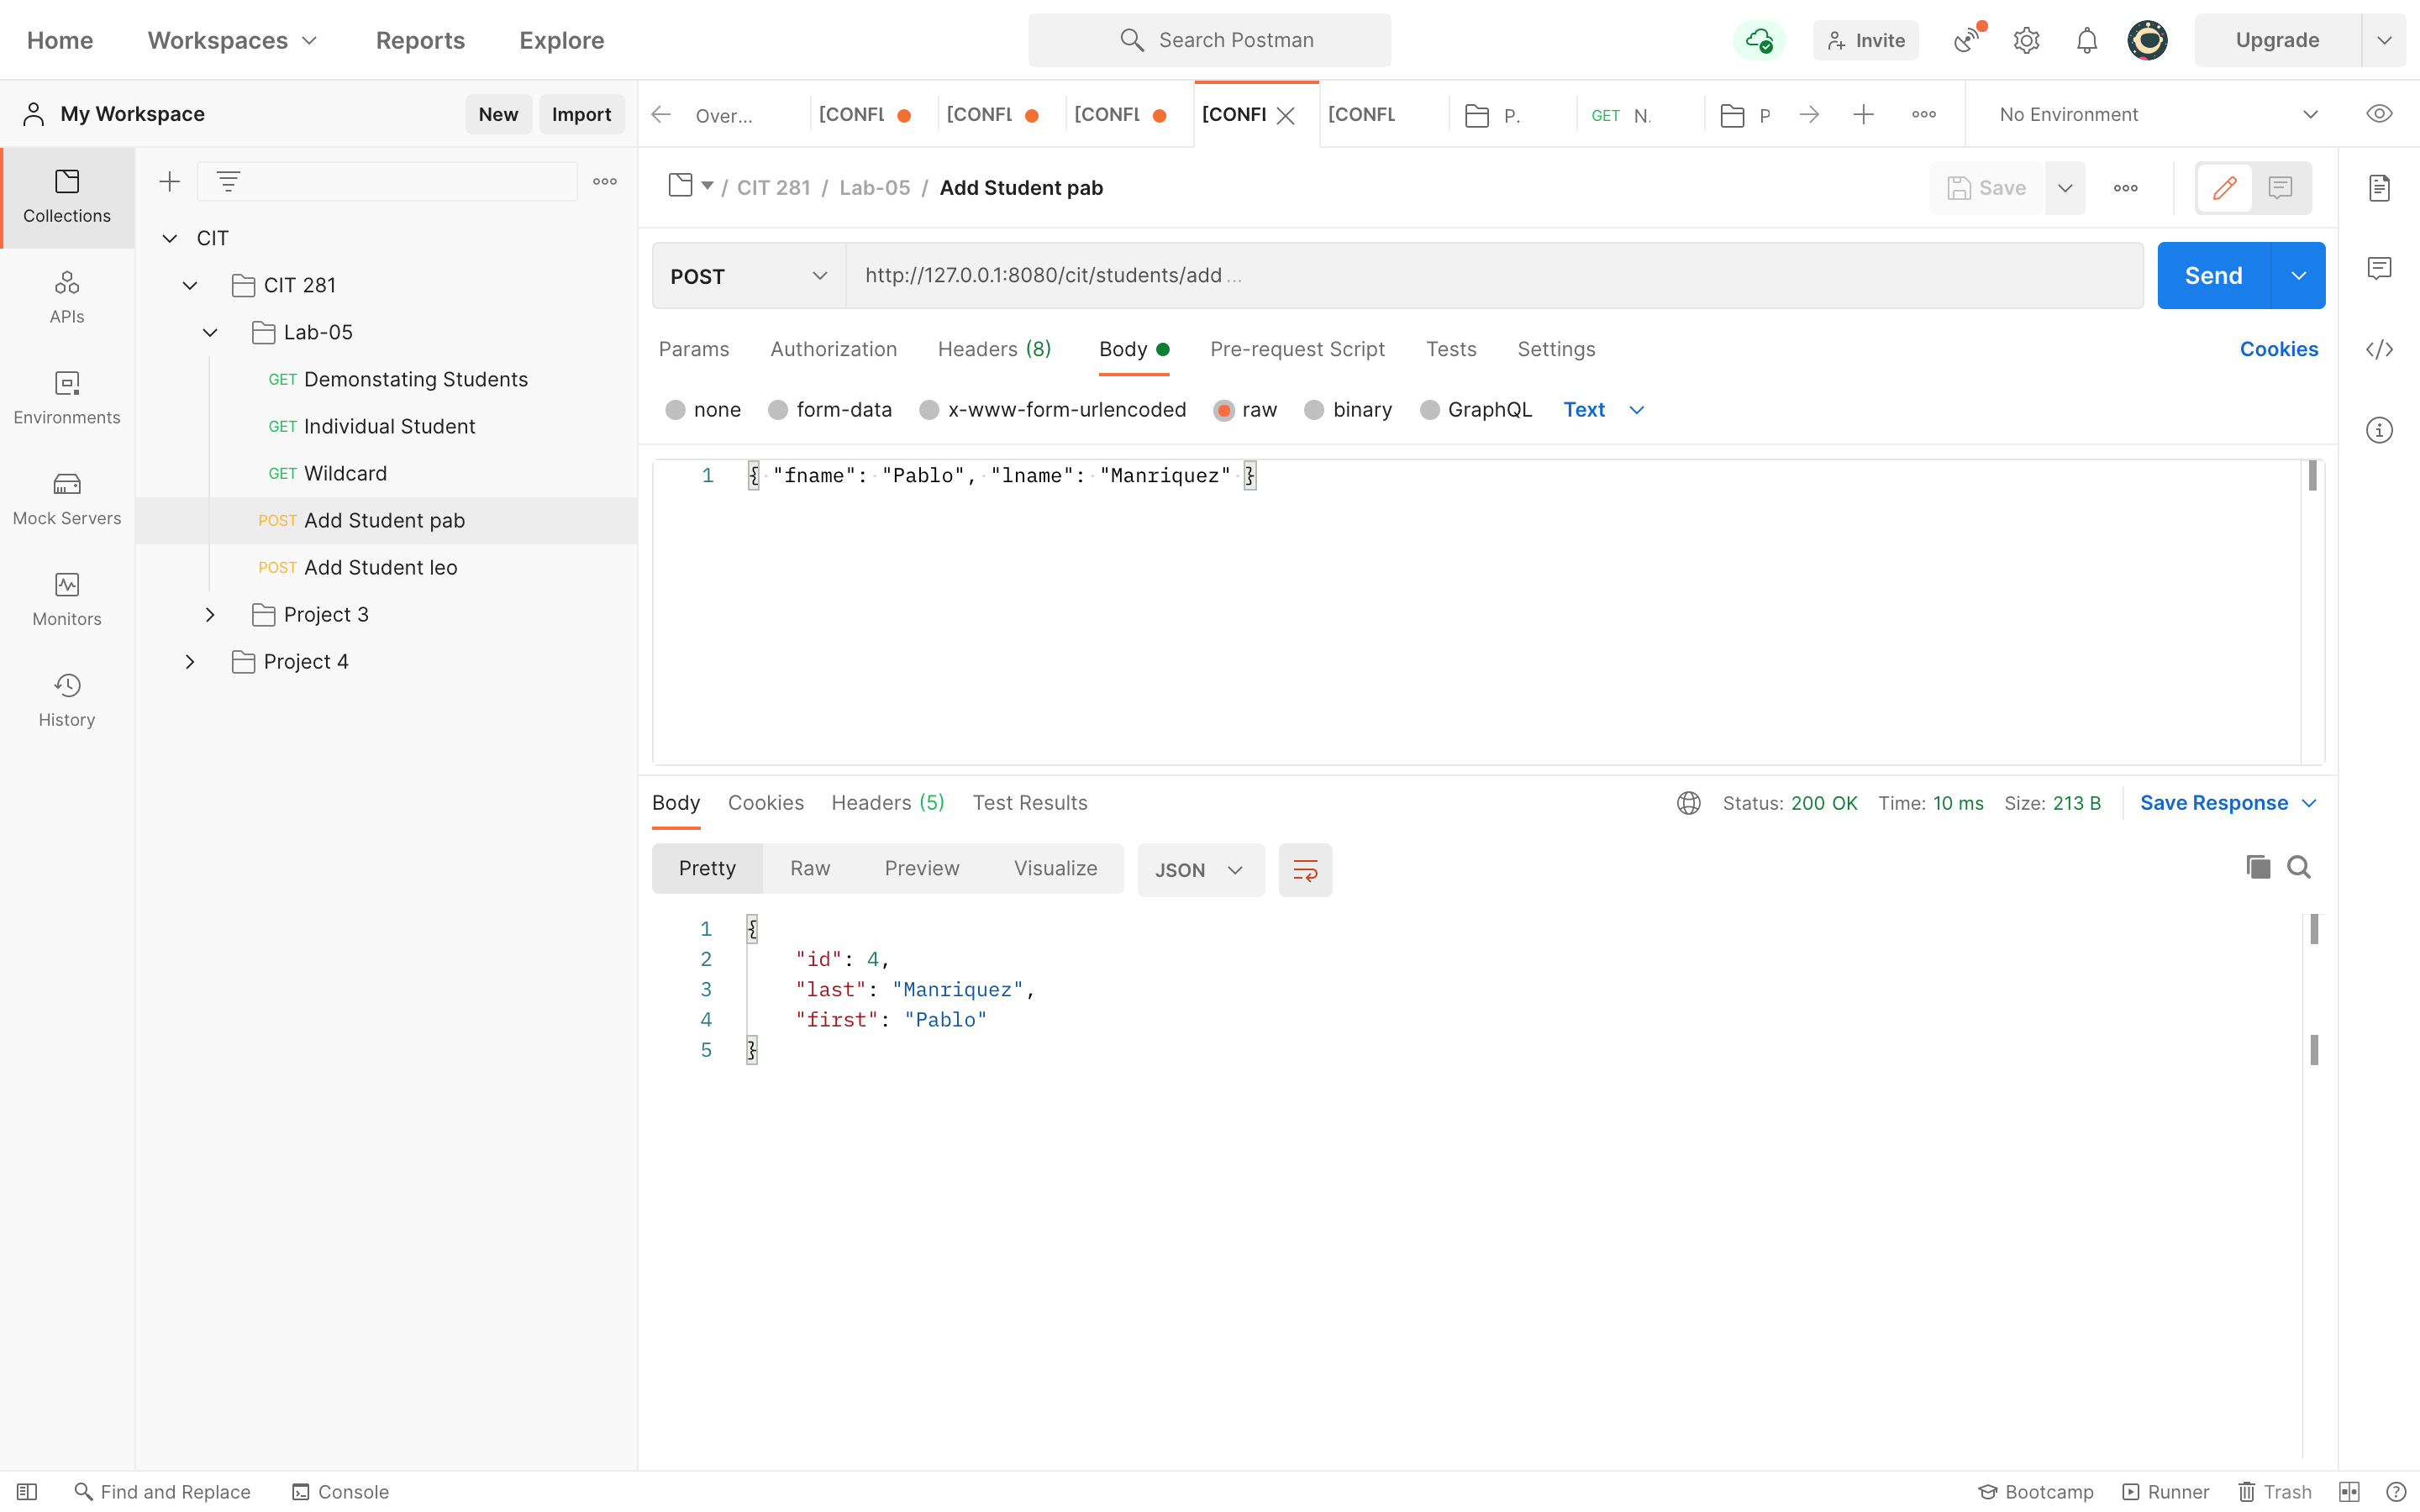 Home Workspaces Reports Explore Search Postman Invite Upgrade
My Workspace New Import Over... [CONFL [CONFL [CONFL [CONFL [CONFL P. GET N. P No Environment
Collections
APIs
Environments
Mock Servers
Monitors
History
CIT
CIT 281
Lab-05
GET Demonstating Students
GET Individual Student
GET Wildcard
POST Add Student pab
POST Add Student leo
Project 3
Project 4
/ CIT 281 / Lab-05 / Add Student pab Save
POST http://127.0.0.1:8080/cit/students/add ... Send
Params Authorization Headers (8) Body Pre-request Script Tests Settings Cookies
none form-data x-www-form-urlencoded raw binary GraphQL Text
1 { "fname": "Pablo", "lname": "Manriquez" }
Body Cookies Headers (5) Test Results Status: 200 OK Time: 10 ms Size: 213 B Save Response
Pretty Raw Preview Visualize JSON
1 {
2 "id": 4,
3 "last": "Manriquez",
4 "first": "Pablo"
5 }
Find and Replace Console Bootcamp Runner Trash